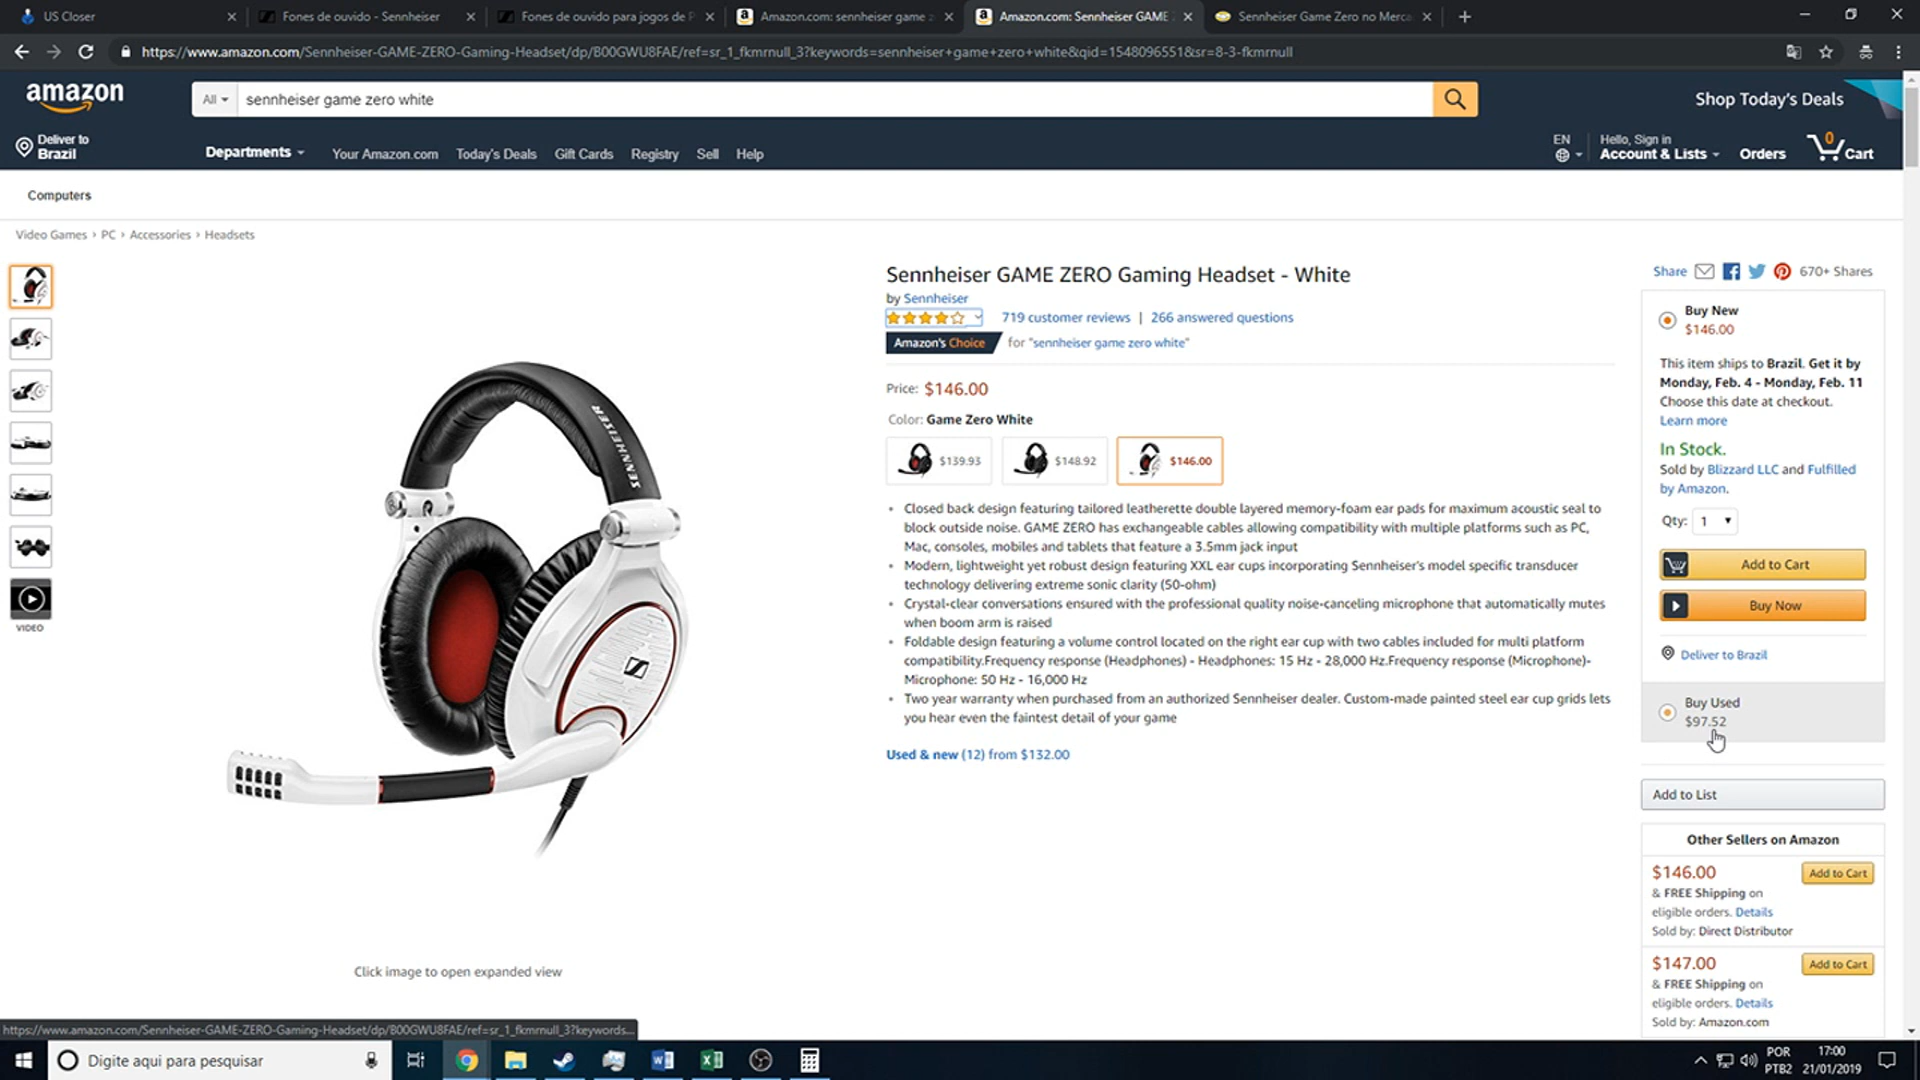 US Closer
Fones de ouvido - Sennheiser
Fones de ouvido para jogos de P
Amazon.com: sennheiser game z
Amazon.com: Sennheiser GAME
Sennheiser Game Zero no Merca
https://www.amazon.com/Sennheiser-GAME-ZERO-Gaming-Headset/dp/B00GWU8FAE/ref=sr_1_fkmrnull_3?keywords=sennheiser+game+zero+white&qid=1548096551&sr=8-3-fkmrnull
amazon
All
sennheiser game zero white
Shop Today's Deals
Deliver to
Brazil
Departments
Your Amazon.com
Today's Deals
Gift Cards
Registry
Sell
Help
EN
Hello, Sign in
Account & Lists
Orders
0
Cart
Computers
Video Games › PC › Accessories › Headsets
Sennheiser GAME ZERO Gaming Headset - White
by Sennheiser
719 customer reviews | 266 answered questions
Amazon's Choice for "sennheiser game zero white"
Price: $146.00
Color: Game Zero White
$139.93
$148.92
$146.00
• Closed back design featuring tailored leatherette double layered memory-foam ear pads for maximum acoustic seal to
block outside noise. GAME ZERO has exchangeable cables allowing compatibility with multiple platforms such as PC,
Mac, consoles, mobiles and tablets that feature a 3.5mm jack input
• Modern, lightweight yet robust design featuring XXL ear cups incorporating Sennheiser's model specific transducer
technology delivering extreme sonic clarity (50-ohm)
• Crystal-clear conversations ensured with the professional quality noise-canceling microphone that automatically mutes
when boom arm is raised
• Foldable design featuring a volume control located on the right ear cup with two cables included for multi platform
compatibility.Frequency response (Headphones) - Headphones: 15 Hz - 28,000 Hz.Frequency response (Microphone)-
Microphone: 50 Hz - 16,000 Hz
• Two year warranty when purchased from an authorized Sennheiser dealer. Custom-made painted steel ear cup grids lets
you hear even the faintest detail of your game
Used & new (12) from $132.00
SENNHEISER
SENNHEISER
VIDEO
Click image to open expanded view
Share
670+ Shares
Buy New
$146.00
This item ships to Brazil. Get it by
Monday, Feb. 4 - Monday, Feb. 11
Choose this date at checkout.
Learn more
In Stock.
Sold by Blizzard LLC and Fulfilled
by Amazon.
Qty: 1
Add to Cart
Buy Now
Deliver to Brazil
Buy Used
$97.52
Add to List
Other Sellers on Amazon
$146.00
Add to Cart
& FREE Shipping on
eligible orders. Details
Sold by: Direct Distributor
$147.00
Add to Cart
& FREE Shipping on
eligible orders. Details
Sold by: Amazon.com
https://www.amazon.com/Sennheiser-GAME-ZERO-Gaming-Headset/dp/B00GWU8FAE/ref=sr_1_fkmrnull_3?keywords...
Digite aqui para pesquisar
POR
PTB2
17:00
21/01/2019